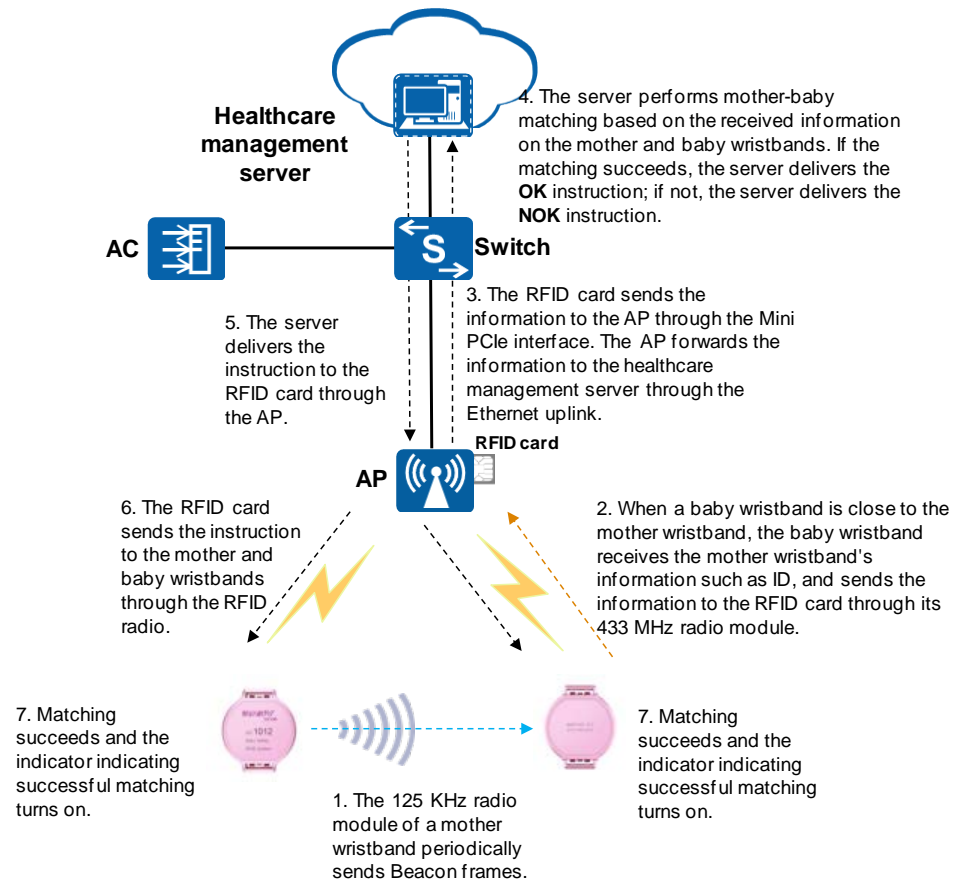 Healthcare
management
server
4. The server performs mother-baby
matching based on the received information
on the mother and baby wristbands. If the
matching succeeds, the server delivers the
OK instruction; if not, the server delivers the
NOK instruction.
AC
S
Switch
5. The server
delivers the
instruction to the
RFID card through
the AP.
3. The RFID card sends the
information to the AP through the Mini
PCIe interface. The AP forwards the
information to the healthcare
management server through the
Ethernet uplink.
RFID card
AP
6. The RFID card
sends the instruction
to the mother and
baby wristbands
through the RFID
radio.
2. When a baby wristband is close to the
mother wristband, the baby wristband
receives the mother wristband's
information such as ID, and sends the
information to the RFID card through its
433 MHz radio module.
7. Matching
succeeds and the
indicator indicating
successful matching
turns on.
1012
7. Matching
succeeds and the
indicator indicating
successful matching
turns on.
1. The 125 KHz radio
module of a mother
wristband periodically
sends Beacon frames.